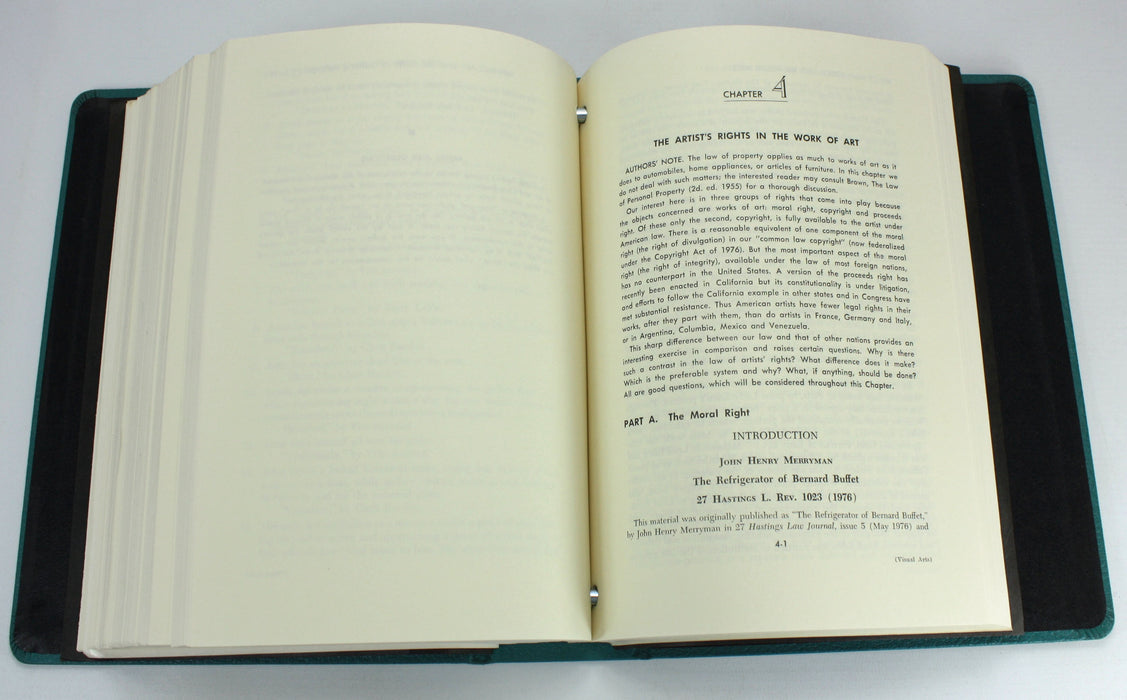 CHAPTER 4
THE ARTIST'S RIGHTS IN THE WORK OF ART
AUTHORS' NOTE. The law of property applies as much to works of art as it
does to automobiles, home appliances, or articles of furniture. In this chapter we
do not deal with such matters; the interested reader may consult Brown, The Law
of Personal Property (2d. ed. 1955) for a thorough discussion.
Our interest here is in three groups of rights that come into play because
the objects concerned are works of art: moral right, copyright and proceeds
right. Of these only the second, copyright, is fully available to the artist under
American law. There is a reasonable equivalent of one component of the moral
right (the right of divulgation) in our "common law copyright" (now federalized
under the Copyright Act of 1976). But the most important aspect of the moral
right (the right of integrity), available under the law of most foreign nations,
has no counterpart in the United States. A version of the proceeds right has
recently been enacted in California but its constitutionality is under litigation,
and efforts to follow the California example in other states and in Congress have
met substantial resistance. Thus American artists have fewer legal rights in their
works, after they part with them, than do artists in France, Germany and Italy,
or in Argentina, Columbia, Mexico and Venezuela.
This sharp difference between our law and that of other nations provides an
interesting exercise in comparison and raises certain questions. Why is there
such a contrast in the law of artists' rights? What difference does it make?
Which is the preferable system and why? What, if anything, should be done?
All are good questions, which will be considered throughout this Chapter.
PART A. The Moral Right
INTRODUCTION
JOHN HENRY MERRYMAN
The Refrigerator of Bernard Buffet
27 HASTINGS L. REV. 1023 (1976)
This material was originally published as "The Refrigerator of Bernard Buffet,"
by John Henry Merryman in 27 Hastings Law Journal, issue 5 (May 1976) and
4-1
(Visual Arts)